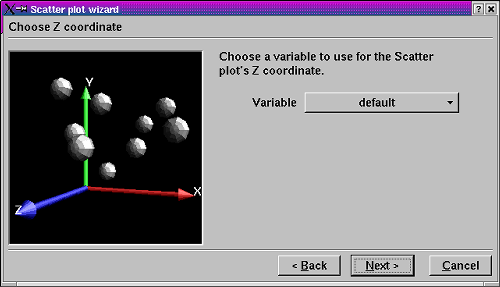 Scatter plot wizard
Choose Z coordinate
Y
X
Z
Choose a variable to use for the Scatter
plot's Z coordinate.
Variable default
< Back Next > Cancel